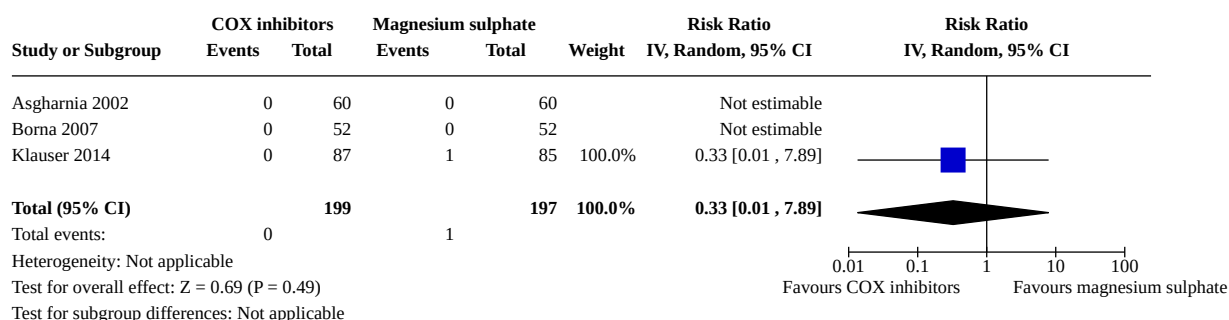 COX inhibitors Magnesium sulphate Risk Ratio Risk Ratio
Study or Subgroup Events Total Events Total Weight IV, Random, 95% CI IV, Random, 95% CI
Asgharnia 2002 0 60 0 60 Not estimable
Borna 2007 0 52 0 52 Not estimable
Klauser 2014 0 87 1 85 100.0% 0.33 [0.01 , 7.89]
Total (95% CI) 199 197 100.0% 0.33 [0.01 , 7.89]
Total events: 0 1
Heterogeneity: Not applicable
0.01 0.1 1 10 100
Test for overall effect: Z = 0.69 (P = 0.49)
Favours COX inhibitors Favours magnesium sulphate
Test for subgroup differences: Not applicable